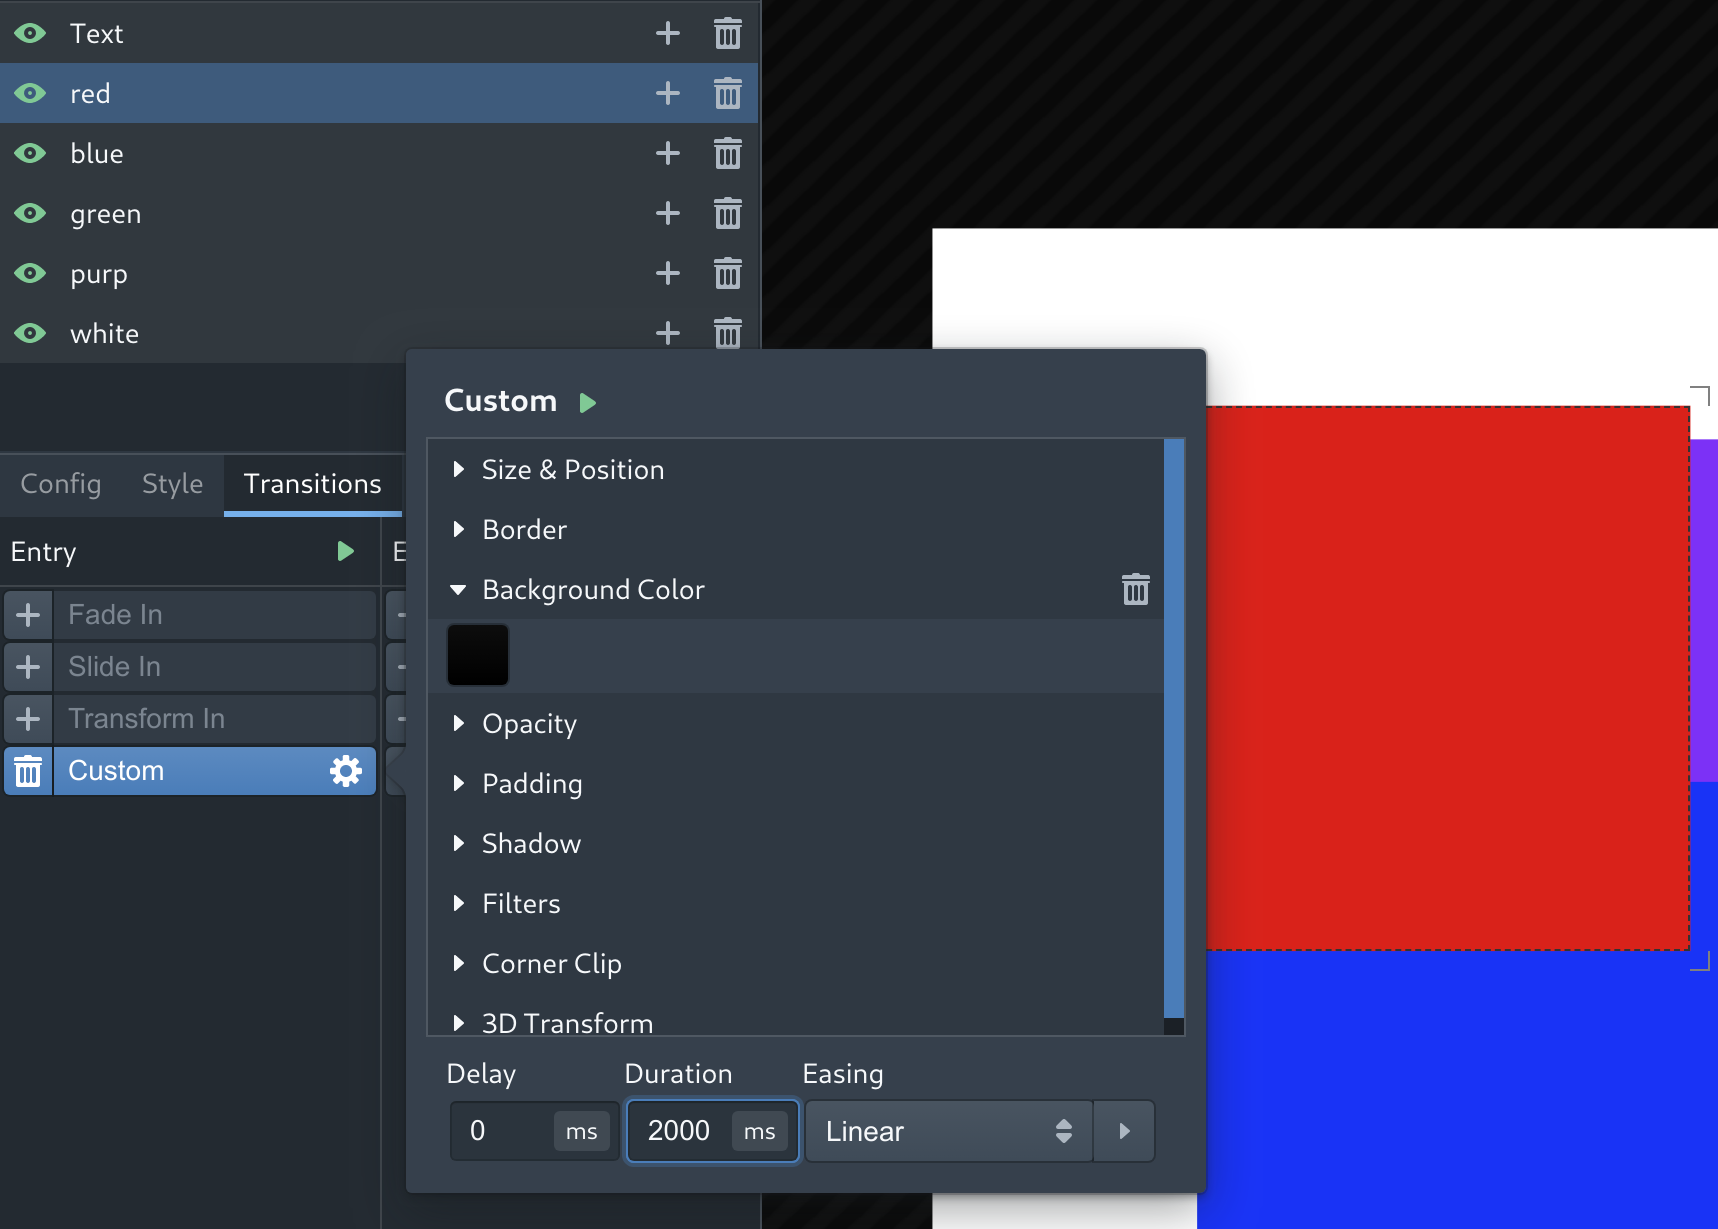 Text
red
blue
green
purp
white
Custom
Size & Position
Border
Background Color
Opacity
Padding
Shadow
Filters
Corner Clip
3D Transform
Delay Duration Easing
0 ms 2000 ms Linear
Config Style Transitions
Entry
Fade In
Slide In
Transform In
Custom